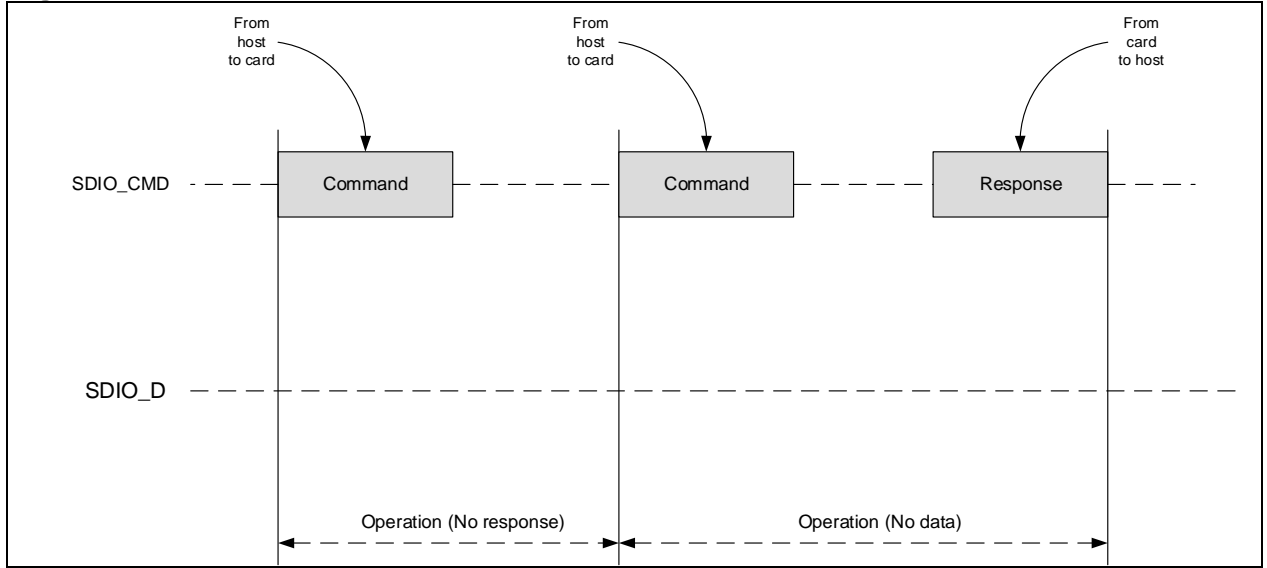 From
host
to card
From
host
to card
From
card
to host
SDIO_CMD
Command
Command
Response
SDIO_D
Operation (No response)
Operation (No data)